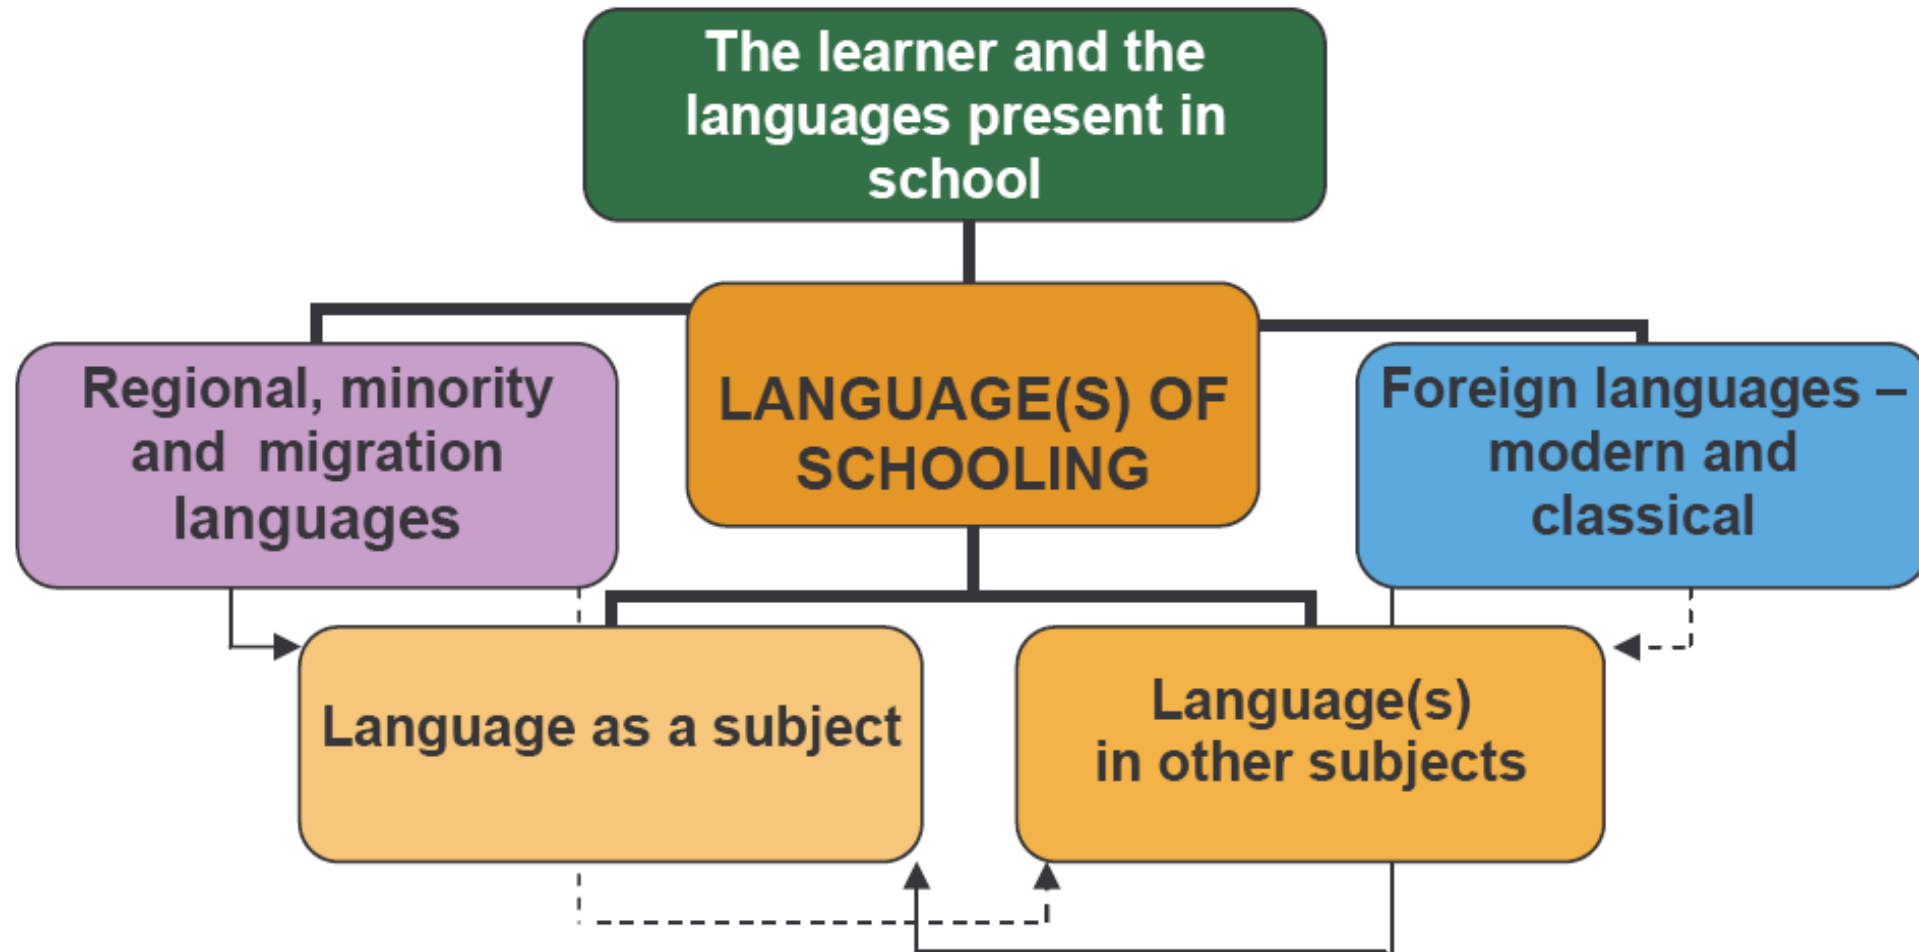 The learner and the
languages present in
school
LANGUAGE(S) OF
SCHOOLING
Regional, minority
and  migration
languages
Foreign languages –
modern and
classical
Language as a subject
Language(s)
in other subjects